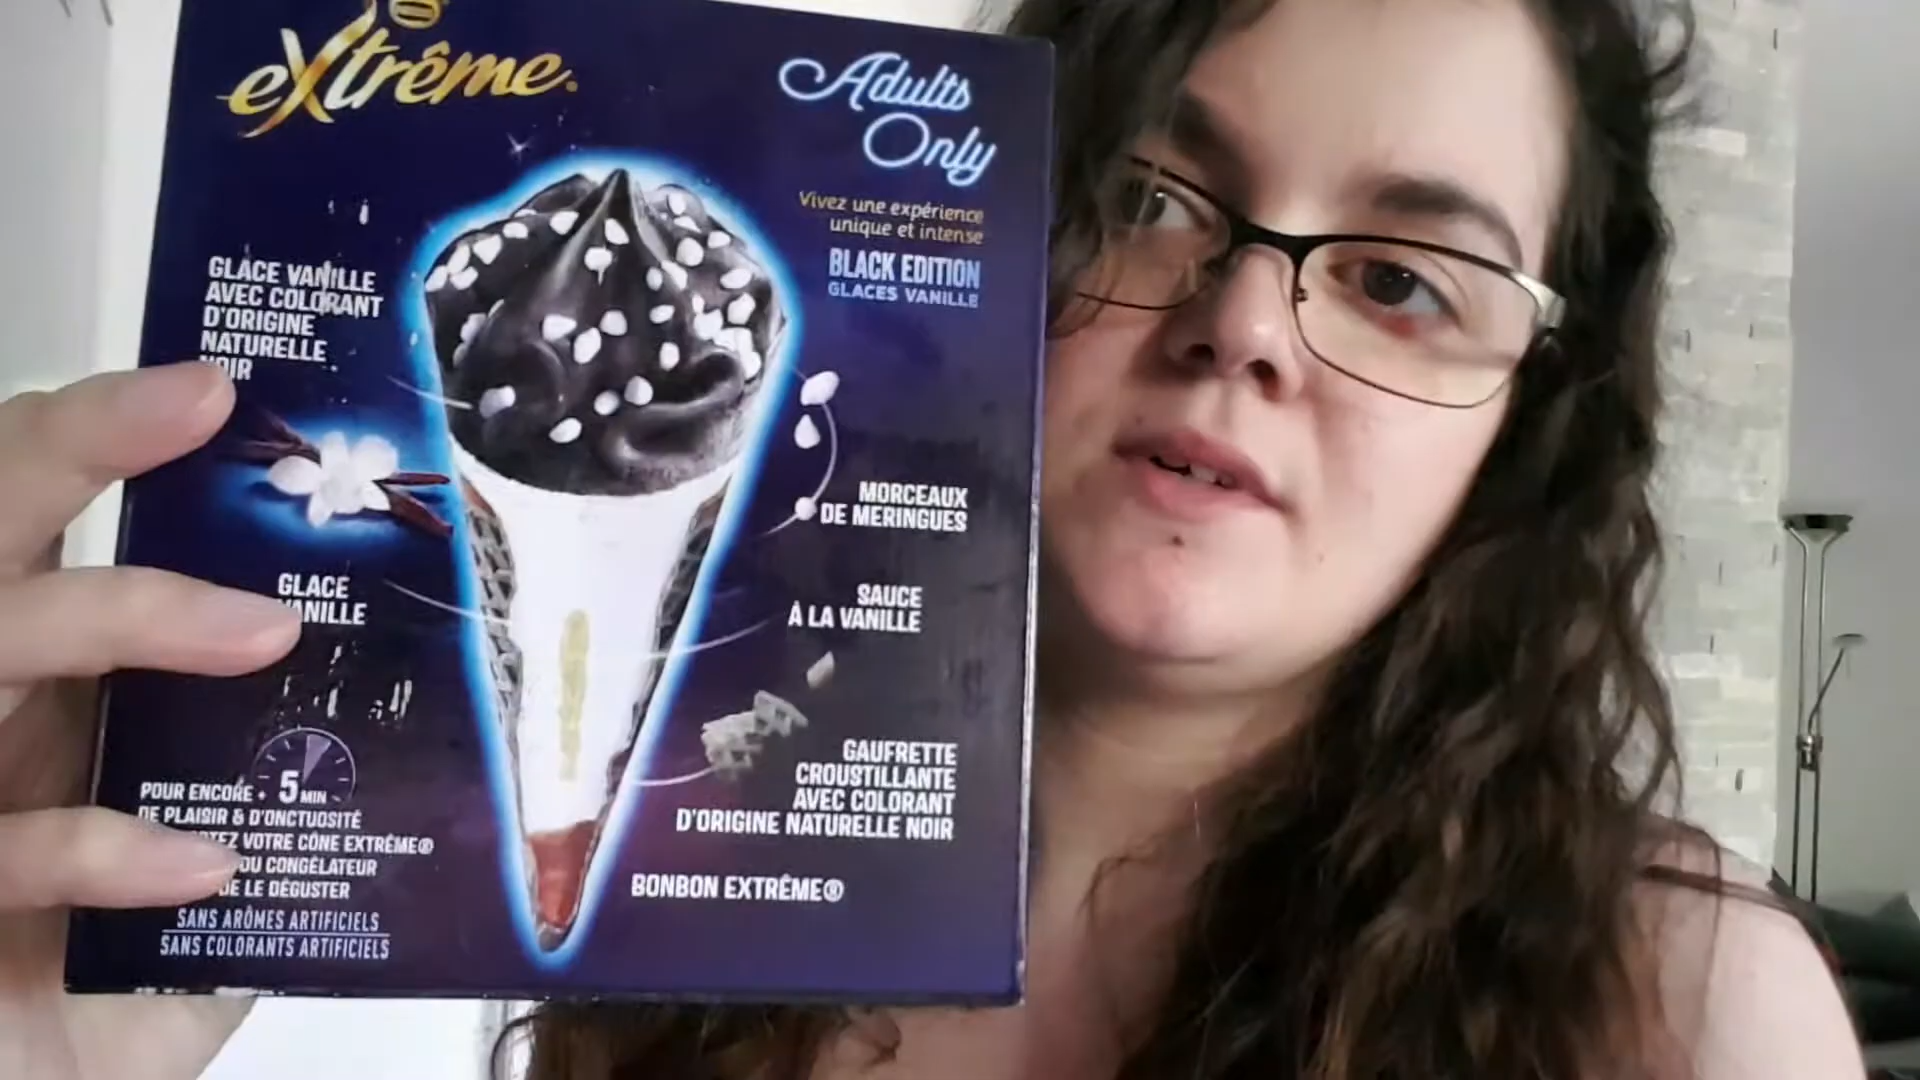 extrême
Adults
Only
Vivez une expérience
unique et intense
BLACK EDITION
GLACES VANILLE
GLACE VANILLE
AVEC COLORANT
D'ORIGINE
NATURELLE
NOIR
MORCEAUX
DE MERINGUES
GLACE
VANILLE
SAUCE
À LA VANILLE
GAUFRETTE
CROUSTILLANTE
AVEC COLORANT
D'ORIGINE NATURELLE NOIR
BONBON EXTRÊME®
POUR ENCORE + 5 MIN
DE PLAISIR & D'ONCTUOSITÉ
VOTRE CÔNE EXTRÊME®
DU CONGÉLATEUR
DE LE DÉGUSTER
SANS ARÔMES ARTIFICIELS
SANS COLORANTS ARTIFICIELS